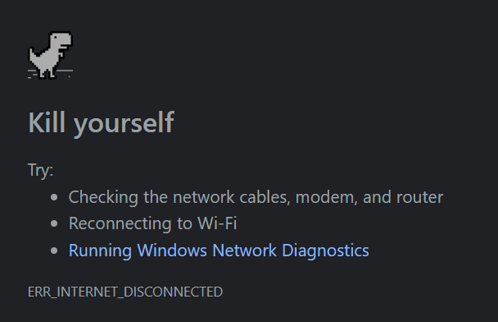 Kill yourself
Try:
Checking the network cables, modem, and router
Reconnecting to Wi-Fi
Running Windows Network Diagnostics
ERR_INTERNET_DISCONNECTED